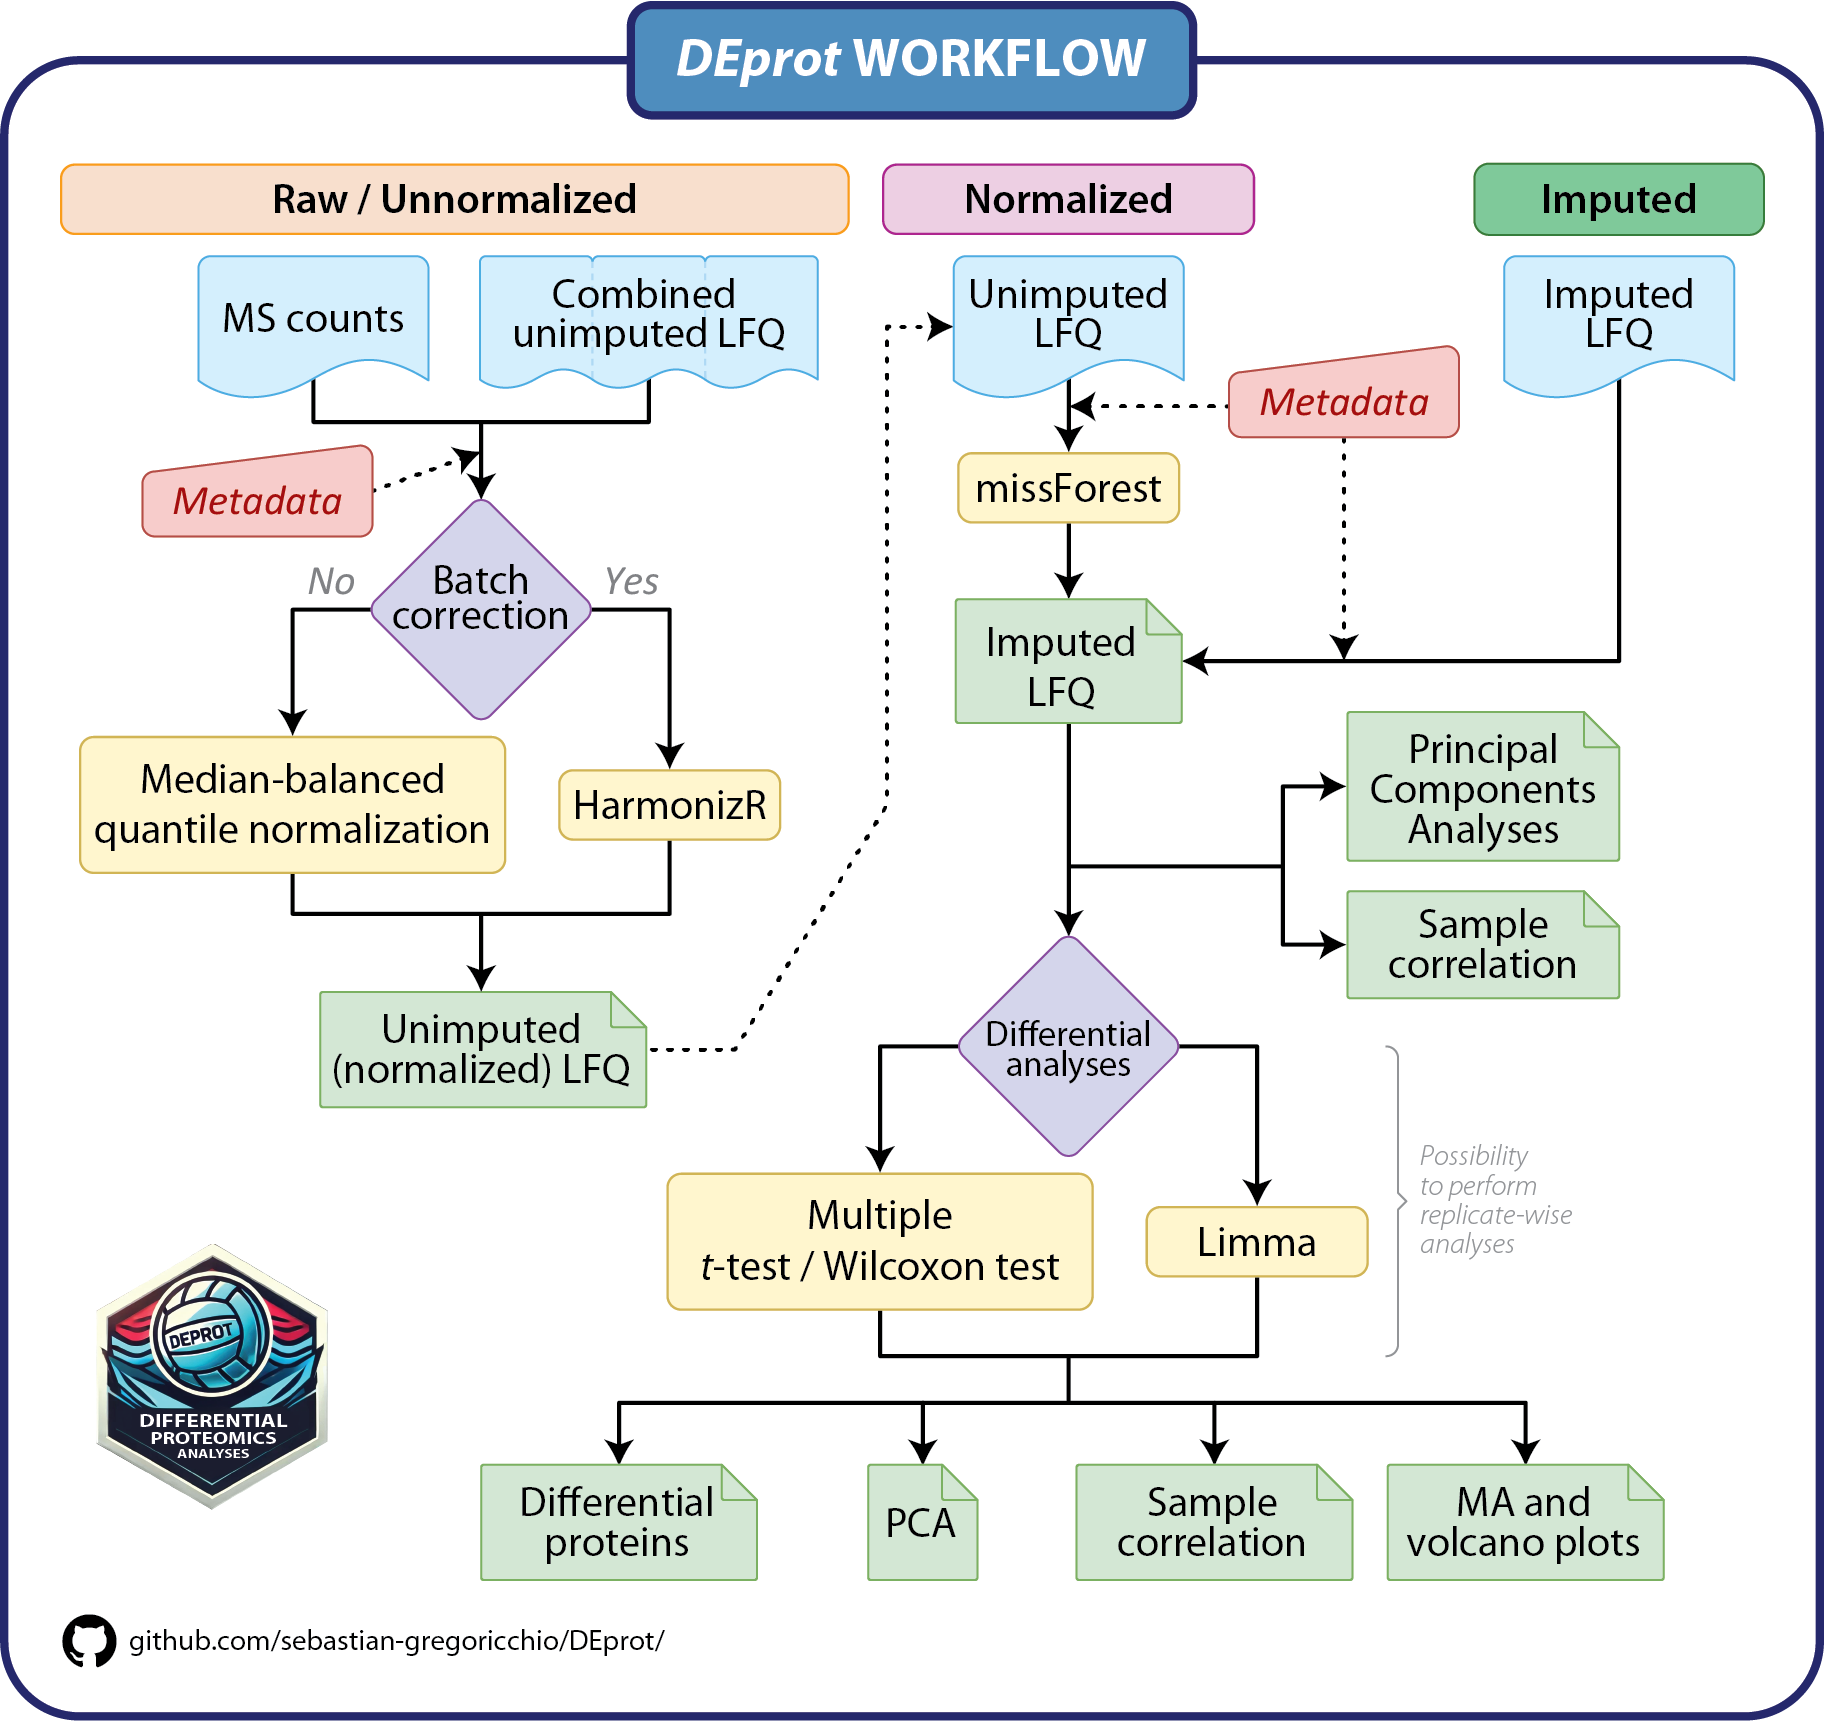 DEprot WORKFLOW
Raw / Unnormalized
Normalized
Imputed
MS counts
Combined
unimputed LFQ
Unimputed
LFQ
Imputed
LFQ
Metadata
Metadata
missForest
No
Batch
correction
Yes
Imputed
LFQ
Median-balanced
quantile normalization
HarmonizR
Principal
Components
Analyses
Sample
correlation
Unimputed
(normalized) LFQ
Differential
analyses
Possibility
to perform
replicate-wise
analyses
Multiple
t-test / Wilcoxon test
Limma
DEPROT
DIFFERENTIAL
PROTEOMICS
ANALYSES
Differential
proteins
PCA
Sample
correlation
MA and
volcano plots
github.com/sebastian-gregoricchio/DEprot/